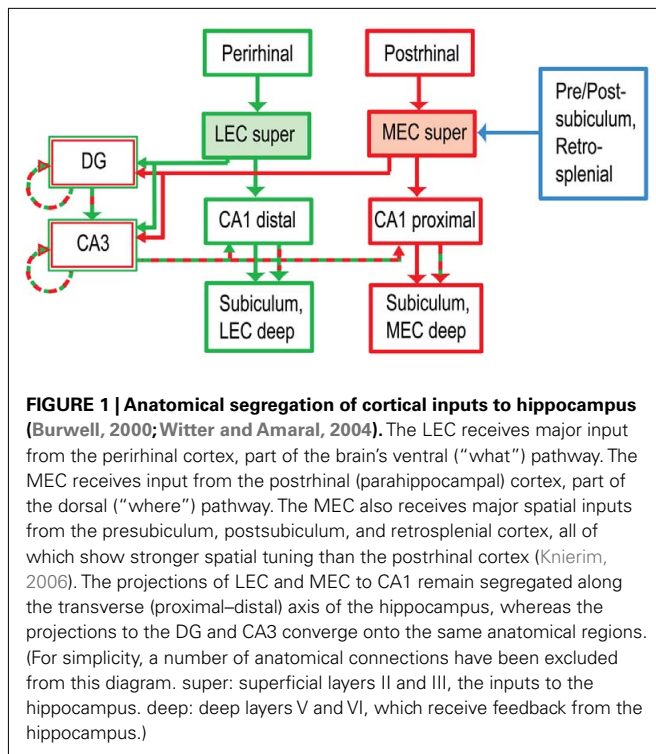 Perirhinal
Postrhinal
Pre/Post-
subiculum,
Retro-
splenial
LEC super
MEC super
DG
CA3
CA1 distal
CA1 proximal
Subiculum,
LEC deep
Subiculum,
MEC deep
FIGURE 1 | Anatomical segregation of cortical inputs to hippocampus
(Burwell, 2000; Witter and Amaral, 2004). The LEC receives major input
from the perirhinal cortex, part of the brain's ventral (“what”) pathway. The
MEC receives input from the postrhinal (parahippocampal) cortex, part of
the dorsal (“where”) pathway. The MEC also receives major spatial inputs
from the presubiculum, postsubiculum, and retrosplenial cortex, all of
which show stronger spatial tuning than the postrhinal cortex (Knierim,
2006). The projections of LEC and MEC to CA1 remain segregated along
the transverse (proximal–distal) axis of the hippocampus, whereas the
projections to the DG and CA3 converge onto the same anatomical regions.
(For simplicity, a number of anatomical connections have been excluded
from this diagram. super: superficial layers II and III, the inputs to the
hippocampus. deep: deep layers V and VI, which receive feedback from the
hippocampus.)